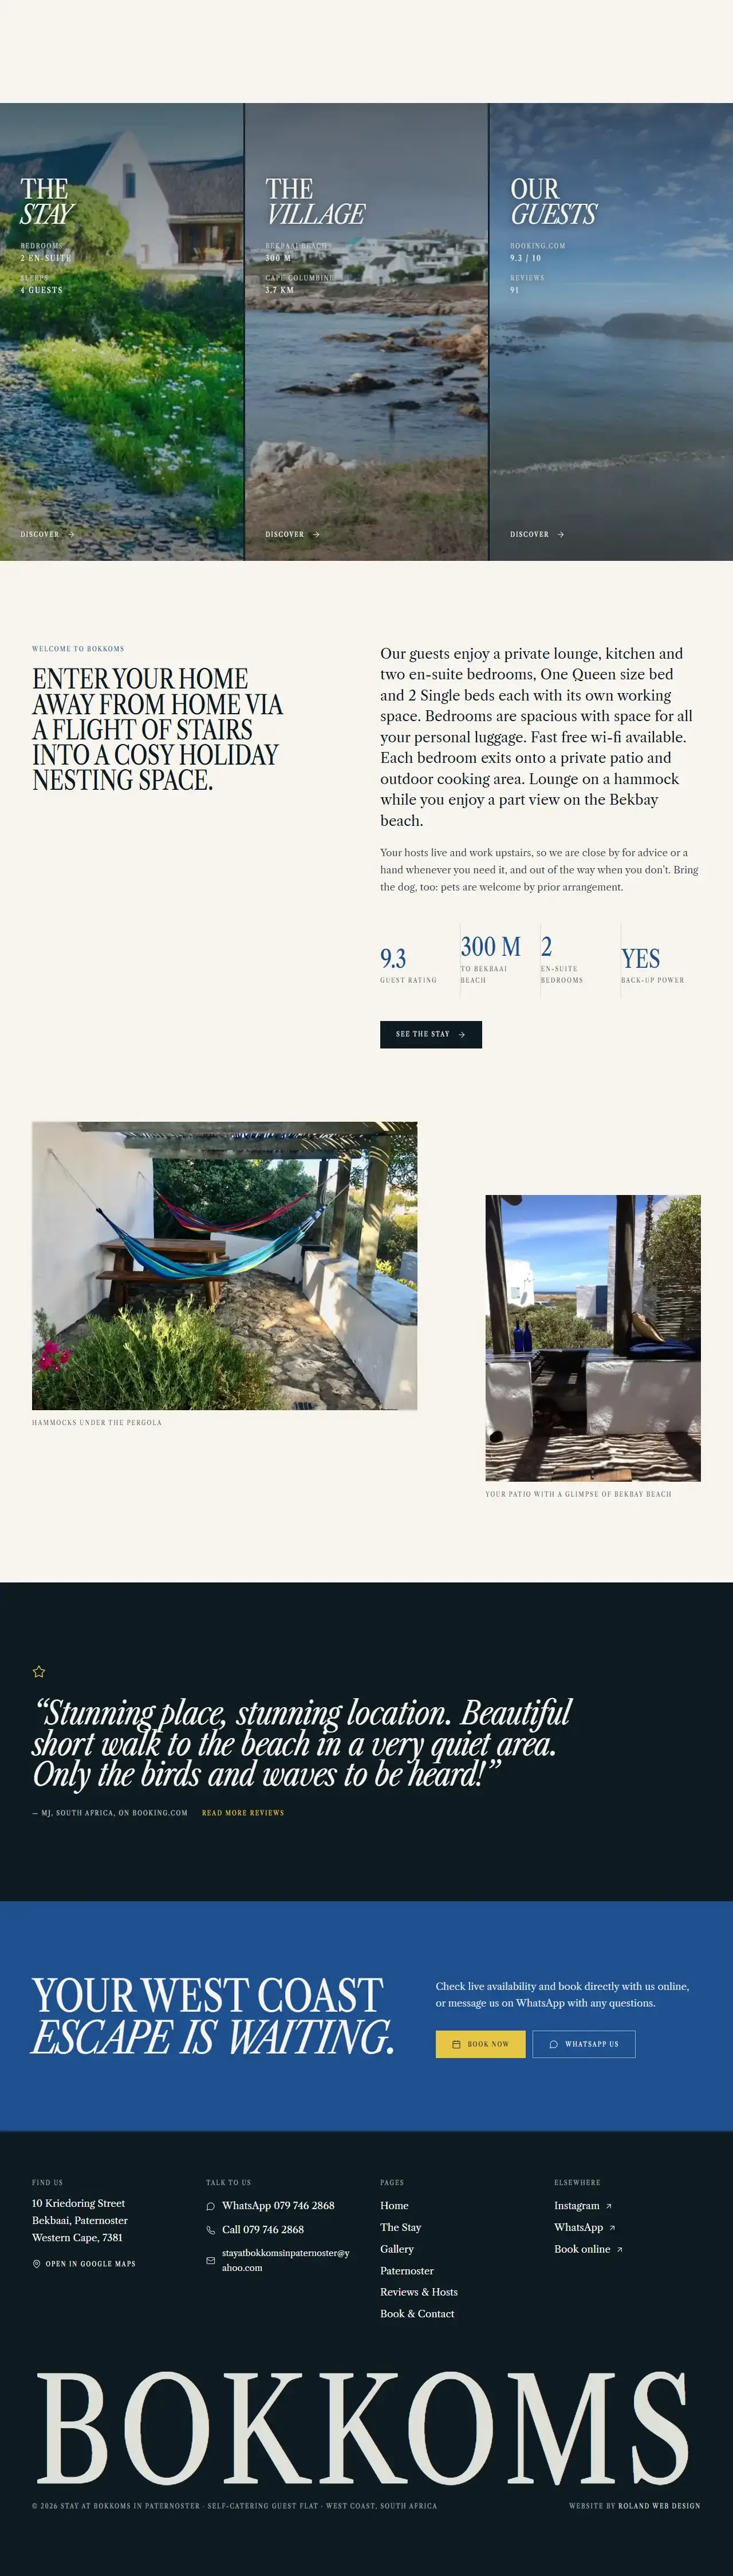 THE
STAY
BEDROOMS
2 EN-SUITE
SLEEPS
4 GUESTS
DISCOVER
THE
VILLAGE
BEKBAAI BEACH
300 M
CAPE COLUMBINE
3.7 KM
DISCOVER
OUR
GUESTS
BOOKING.COM
9.3 / 10
REVIEWS
91
DISCOVER
WELCOME TO BOKKOMS
ENTER YOUR HOME
AWAY FROM HOME VIA
A FLIGHT OF STAIRS
INTO A COSY HOLIDAY
NESTING SPACE.
Our guests enjoy a private lounge, kitchen and
two en-suite bedrooms, One Queen size bed
and 2 Single beds each with its own working
space. Bedrooms are spacious with space for all
your personal luggage. Fast free wi-fi available.
Each bedroom exits onto a private patio and
outdoor cooking area. Lounge on a hammock
while you enjoy a part view on the Bekbay
beach.
Your hosts live and work upstairs, so we are close by for advice or a
hand whenever you need it, and out of the way when you don't. Bring
the dog, too: pets are welcome by prior arrangement.
9.3
GUEST RATING
300 M
TO BEKBAAI
BEACH
2
EN-SUITE
BEDROOMS
YES
BACK-UP POWER
SEE THE STAY
HAMMOCKS UNDER THE PERGOLA
YOUR PATIO WITH A GLIMPSE OF BEKBAY BEACH
“Stunning place, stunning location. Beautiful
short walk to the beach in a very quiet area.
Only the birds and waves to be heard!”
— MJ, SOUTH AFRICA, ON BOOKING.COM READ MORE REVIEWS
YOUR WEST COAST
ESCAPE IS WAITING.
Check live availability and book directly with us online,
or message us on WhatsApp with any questions.
BOOK NOW
WHATSAPP US
FIND US
10 Kriedoring Street
Bekbaai, Paternoster
Western Cape, 7381
OPEN IN GOOGLE MAPS
TALK TO US
WhatsApp 079 746 2868
Call 079 746 2868
stayatbokkomsinpaternoster@y
ahoo.com
PAGES
Home
The Stay
Gallery
Paternoster
Reviews & Hosts
Book & Contact
ELSEWHERE
Instagram
WhatsApp
Book online
BOKKOMS
© 2026 STAY AT BOKKOMS IN PATERNOSTER · SELF-CATERING GUEST FLAT · WEST COAST, SOUTH AFRICA
WEBSITE BY ROLAND WEB DESIGN